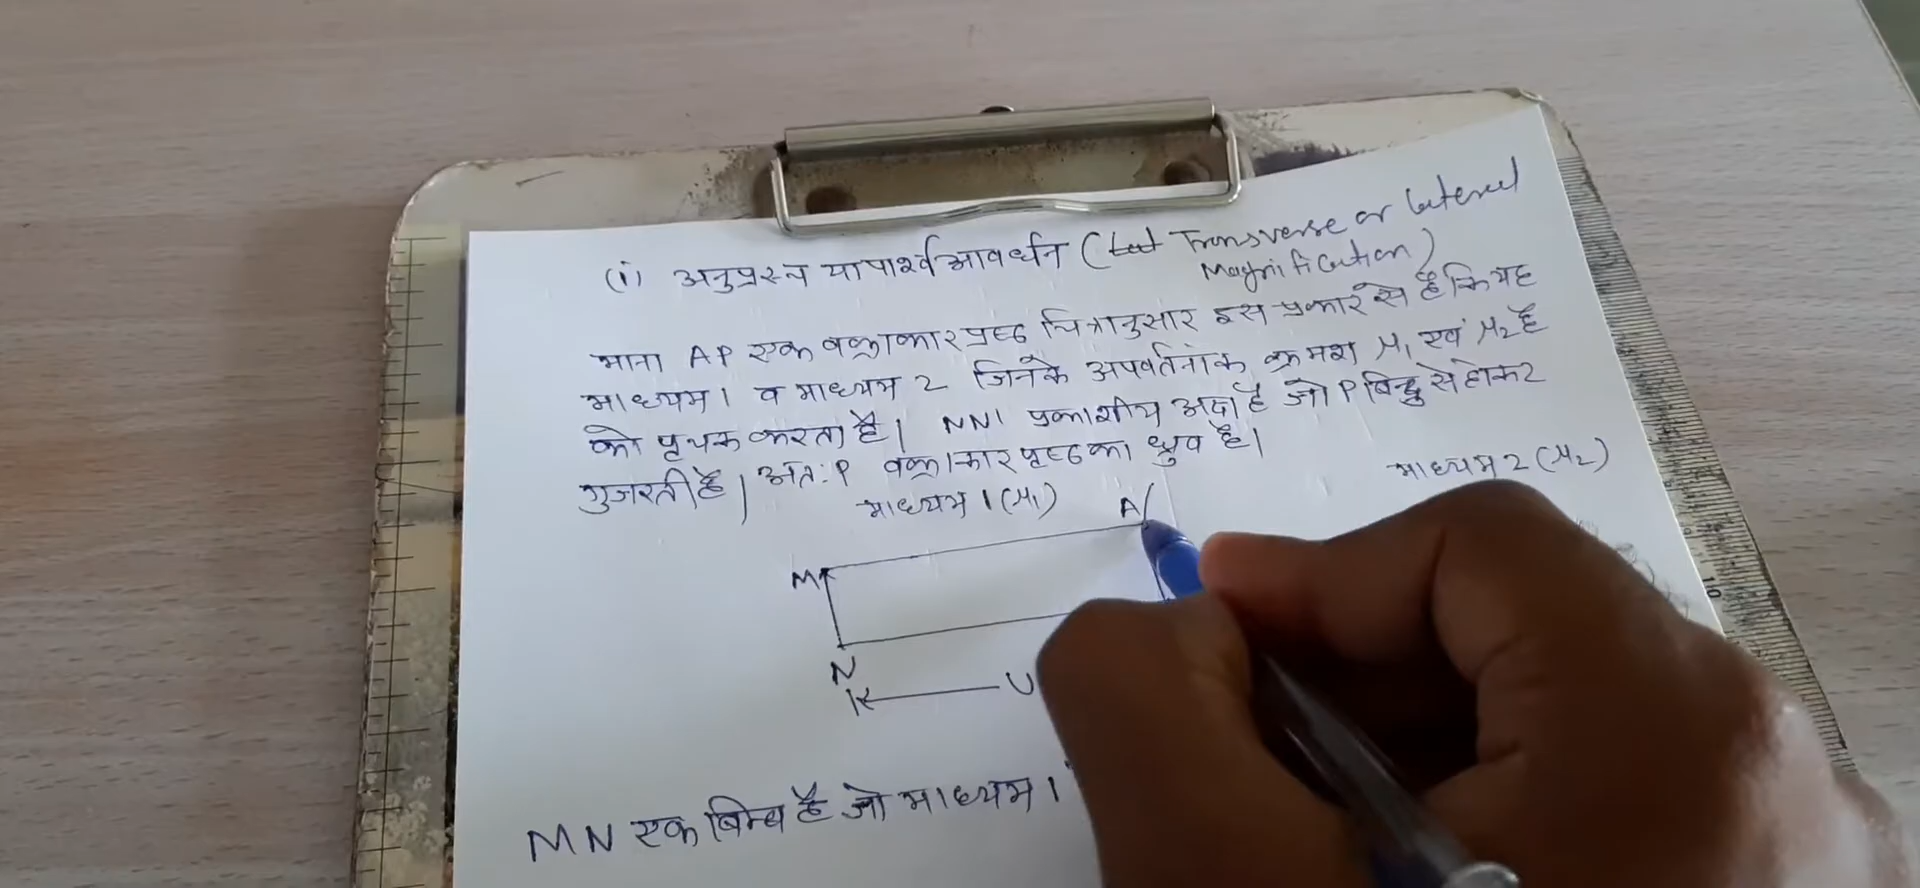 (i) अनुप्रस्त या पार्श्व आवर्धन ( Transverse or lateral
Magnification)
माना AP एक वक्राकार प्रष्ठ चित्रानुसार इस प्रकार से है कि यह
माध्यम 1 व माध्यम 2 जिनके अपवर्तनांक क्रमश μ1 एवं μ2 है
को पृथक करता है। NN1 प्रकाशीय अक्ष है जो P बिन्दु से होकर
गुजरती है। अतः P वक्राकार पृष्ठ का ध्रुव है।
माध्यम 2 (μ2)
माध्यम 1 (μ1)
A
M
N
U
MN एक बिम्ब है जो माध्यम 1
10